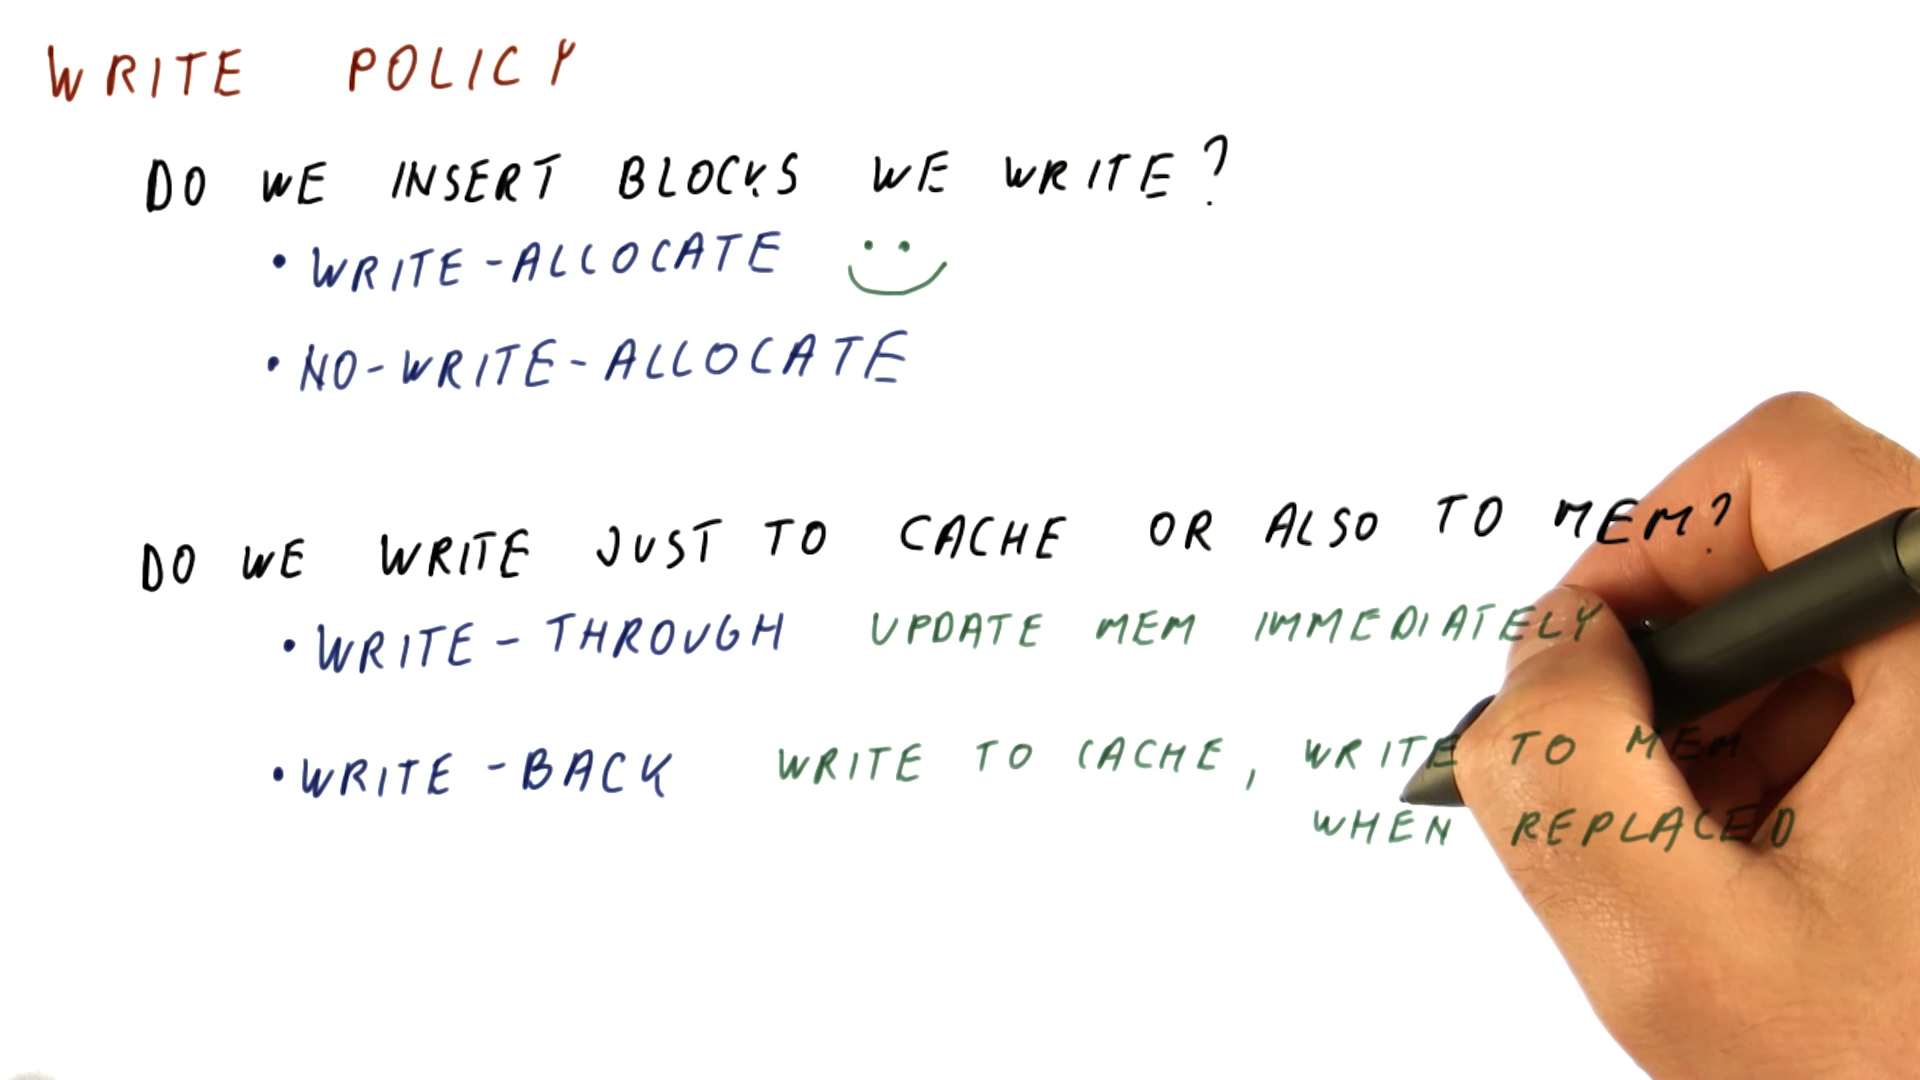 WRITE POLICY
DO WE INSERT BLOCKS WE WRITE?
• WRITE-ALLOCATE
• NO-WRITE-ALLOCATE
DO WE WRITE JUST TO CACHE OR ALSO TO MEM?
• WRITE-THROUGH UPDATE MEM IMMEDIATELY
• WRITE-BACK WRITE TO CACHE, WRITE TO MEM
WHEN REPLACED